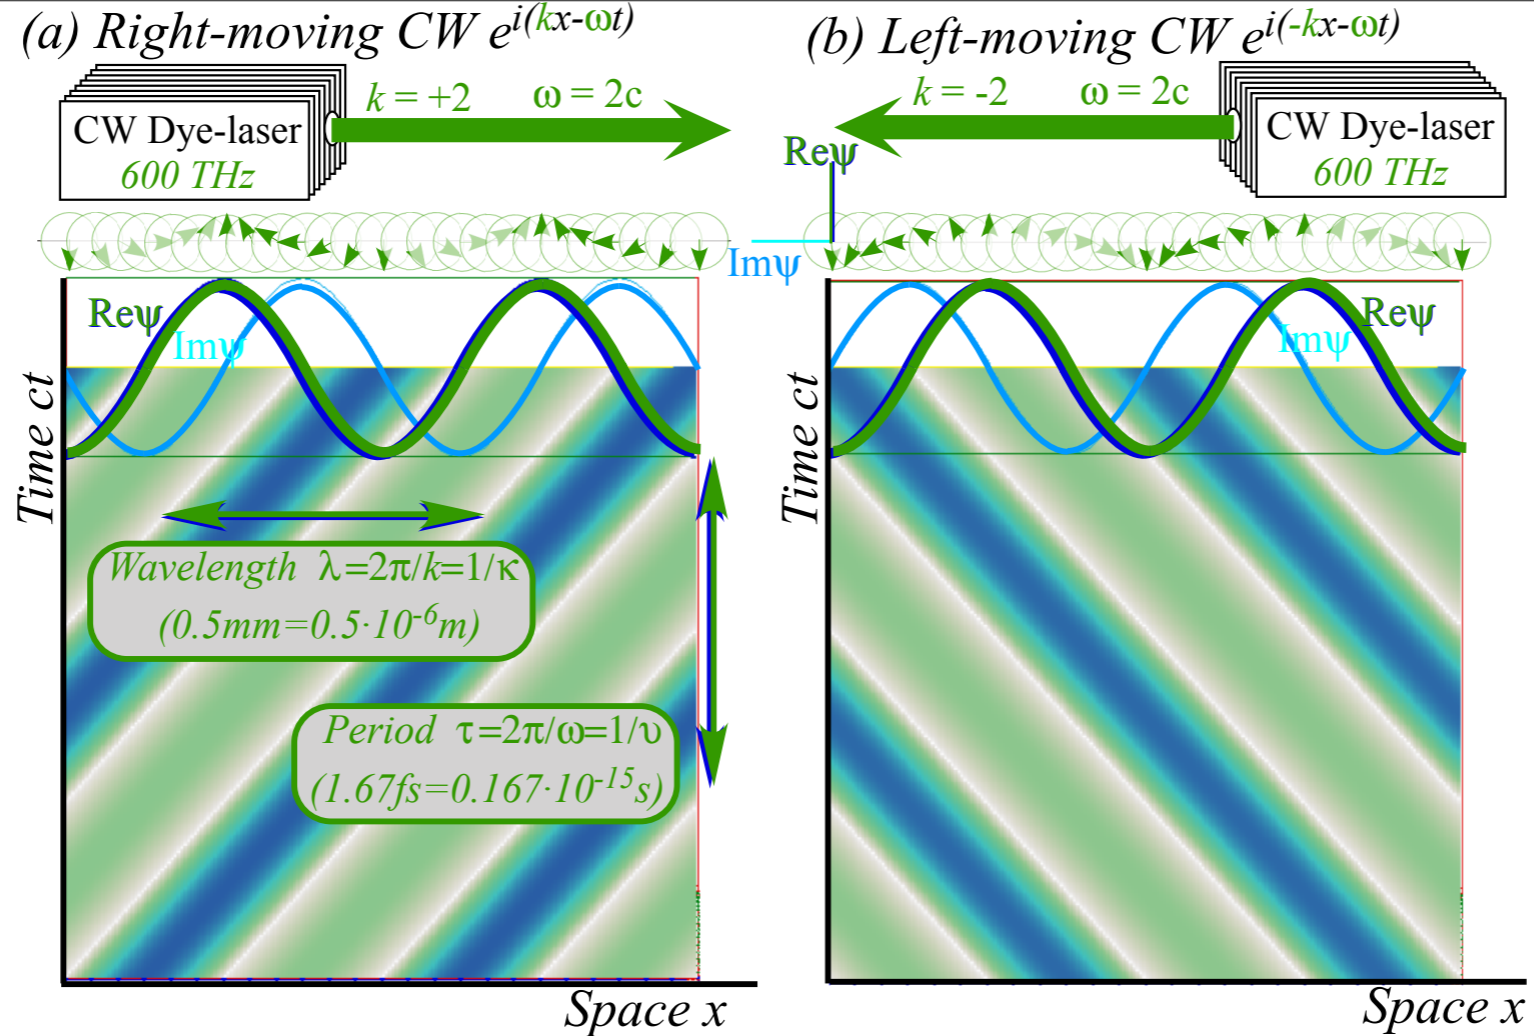 (a) Right-moving CW e^i(kx-ωt)
k = +2 ω = 2c
CW Dye-laser
600 THz
Reψ
Imψ
Time ct
Wavelength λ=2π/k=1/κ
(0.5mm=0.5·10^-6m)
Period τ=2π/ω=1/υ
(1.67fs=0.167·10^-15s)
Space x
(b) Left-moving CW e^i(-kx-ωt)
k = -2 ω = 2c
CW Dye-laser
600 THz
Reψ
Imψ
Imψ
Reψ
Time ct
Space x